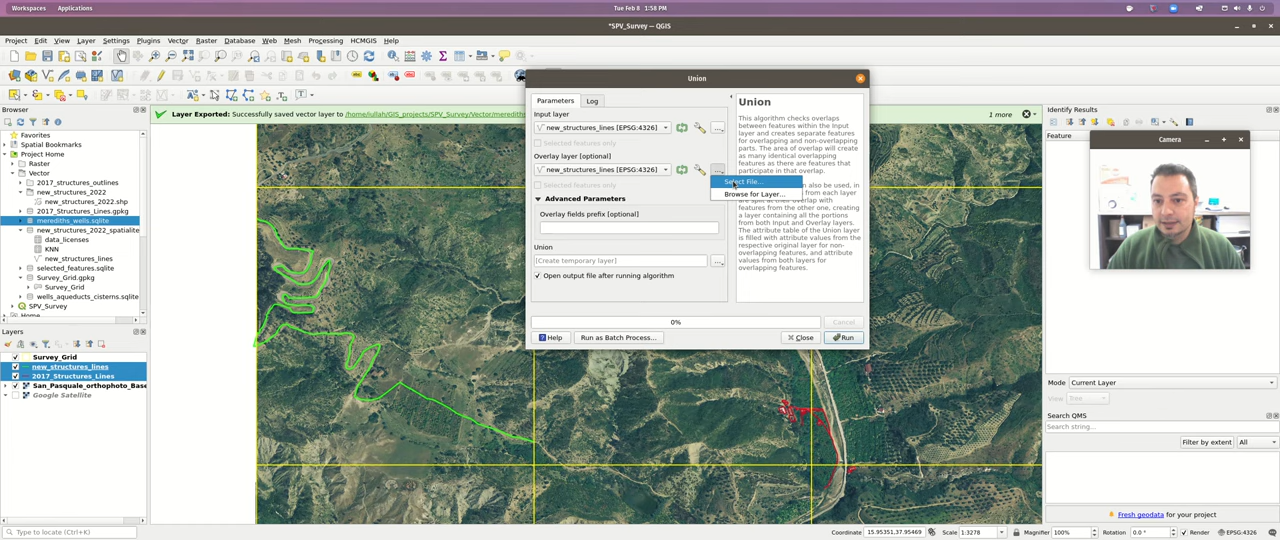 Workspaces Applications Tue Feb 8 1:58 PM
*SPV_Survey — QGIS
Project Edit View Layer Settings Plugins Vector Raster Database Web Mesh Processing HCMGIS Help
Browser
Favorites
Spatial Bookmarks
Project Home
Raster
Vector
2017_structures_outlines
new_structures_2022
new_structures_2022.shp
2017_Structures_Lines.gpkg
merediths_wells.sqlite
new_structures_2022_spatialite
data_licenses
KNN
new_structures_lines
selected_features.sqlite
Survey_Grid.gpkg
Survey_Grid
wells_aqueducts_cisterns.sqlite
SPV_Survey
Home
Layers
Survey_Grid
new_structures_lines
2017_Structures_Lines
San_Pasquale_orthophoto_Base
Google Satellite
Layer Exported: Successfully saved vector layer to /home/iullah/GIS_projects/SPV_Survey/Vector/meredith
1 more
Union
Parameters Log
Input layer
new_structures_lines [EPSG:4326]
Selected features only
Overlay layer [optional]
new_structures_lines [EPSG:4326]
Selected features only
Select File...
Browse for Layer...
Advanced Parameters
Overlay fields prefix [optional]
Union
[Create temporary layer]
Open output file after running algorithm
Union
This algorithm checks overlaps
between features within the Input
layer and creates separate features
for overlapping and non-overlapping
parts. The area of overlap will create
as many identical overlapping
features as there are features that
participate in that overlap.
also be used, in
from each layer
features from the other one, creating
a layer containing all the portions
from both Input and Overlay layers.
The attribute table of the Union layer
is filled with attribute values from the
respective original layer for non-
overlapping features, and attribute
values from both layers for
overlapping features.
0%
Cancel
Help Run as Batch Process... Close Run
Identify Results
Feature
Camera
Mode Current Layer
View Tree
Search QMS
Search string...
Filter by extent All
Fresh geodata for your project
Type to locate (Ctrl+K) Coordinate 15.95351,37.95469 Scale 1:3278 Magnifier 100% Rotation 0.0 ° Render EPSG:4326